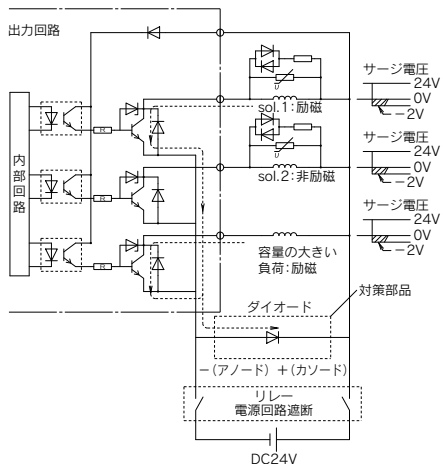 出力回路
サージ電圧
24V
0V
−2V
sol.1：励磁
内部回路
R
サージ電圧
24V
0V
−2V
sol.2：非励磁
R
サージ電圧
24V
0V
−2V
容量の大きい
負荷：励磁
R
対策部品
ダイオード
−（アノード）＋（カソード）
リレー
電源回路遮断
DC24V